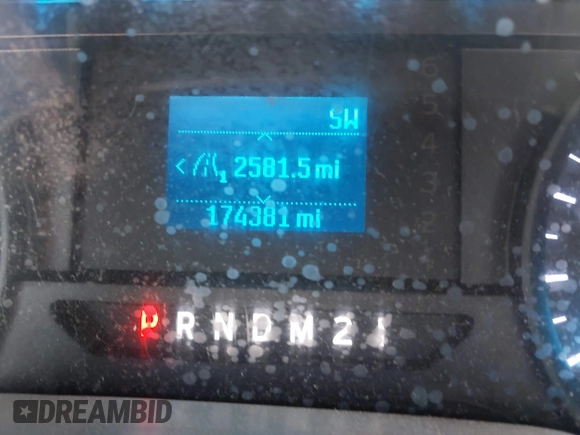 SW
2581.5 mi
174381 mi
P R N D M 2 1
DREAMBID